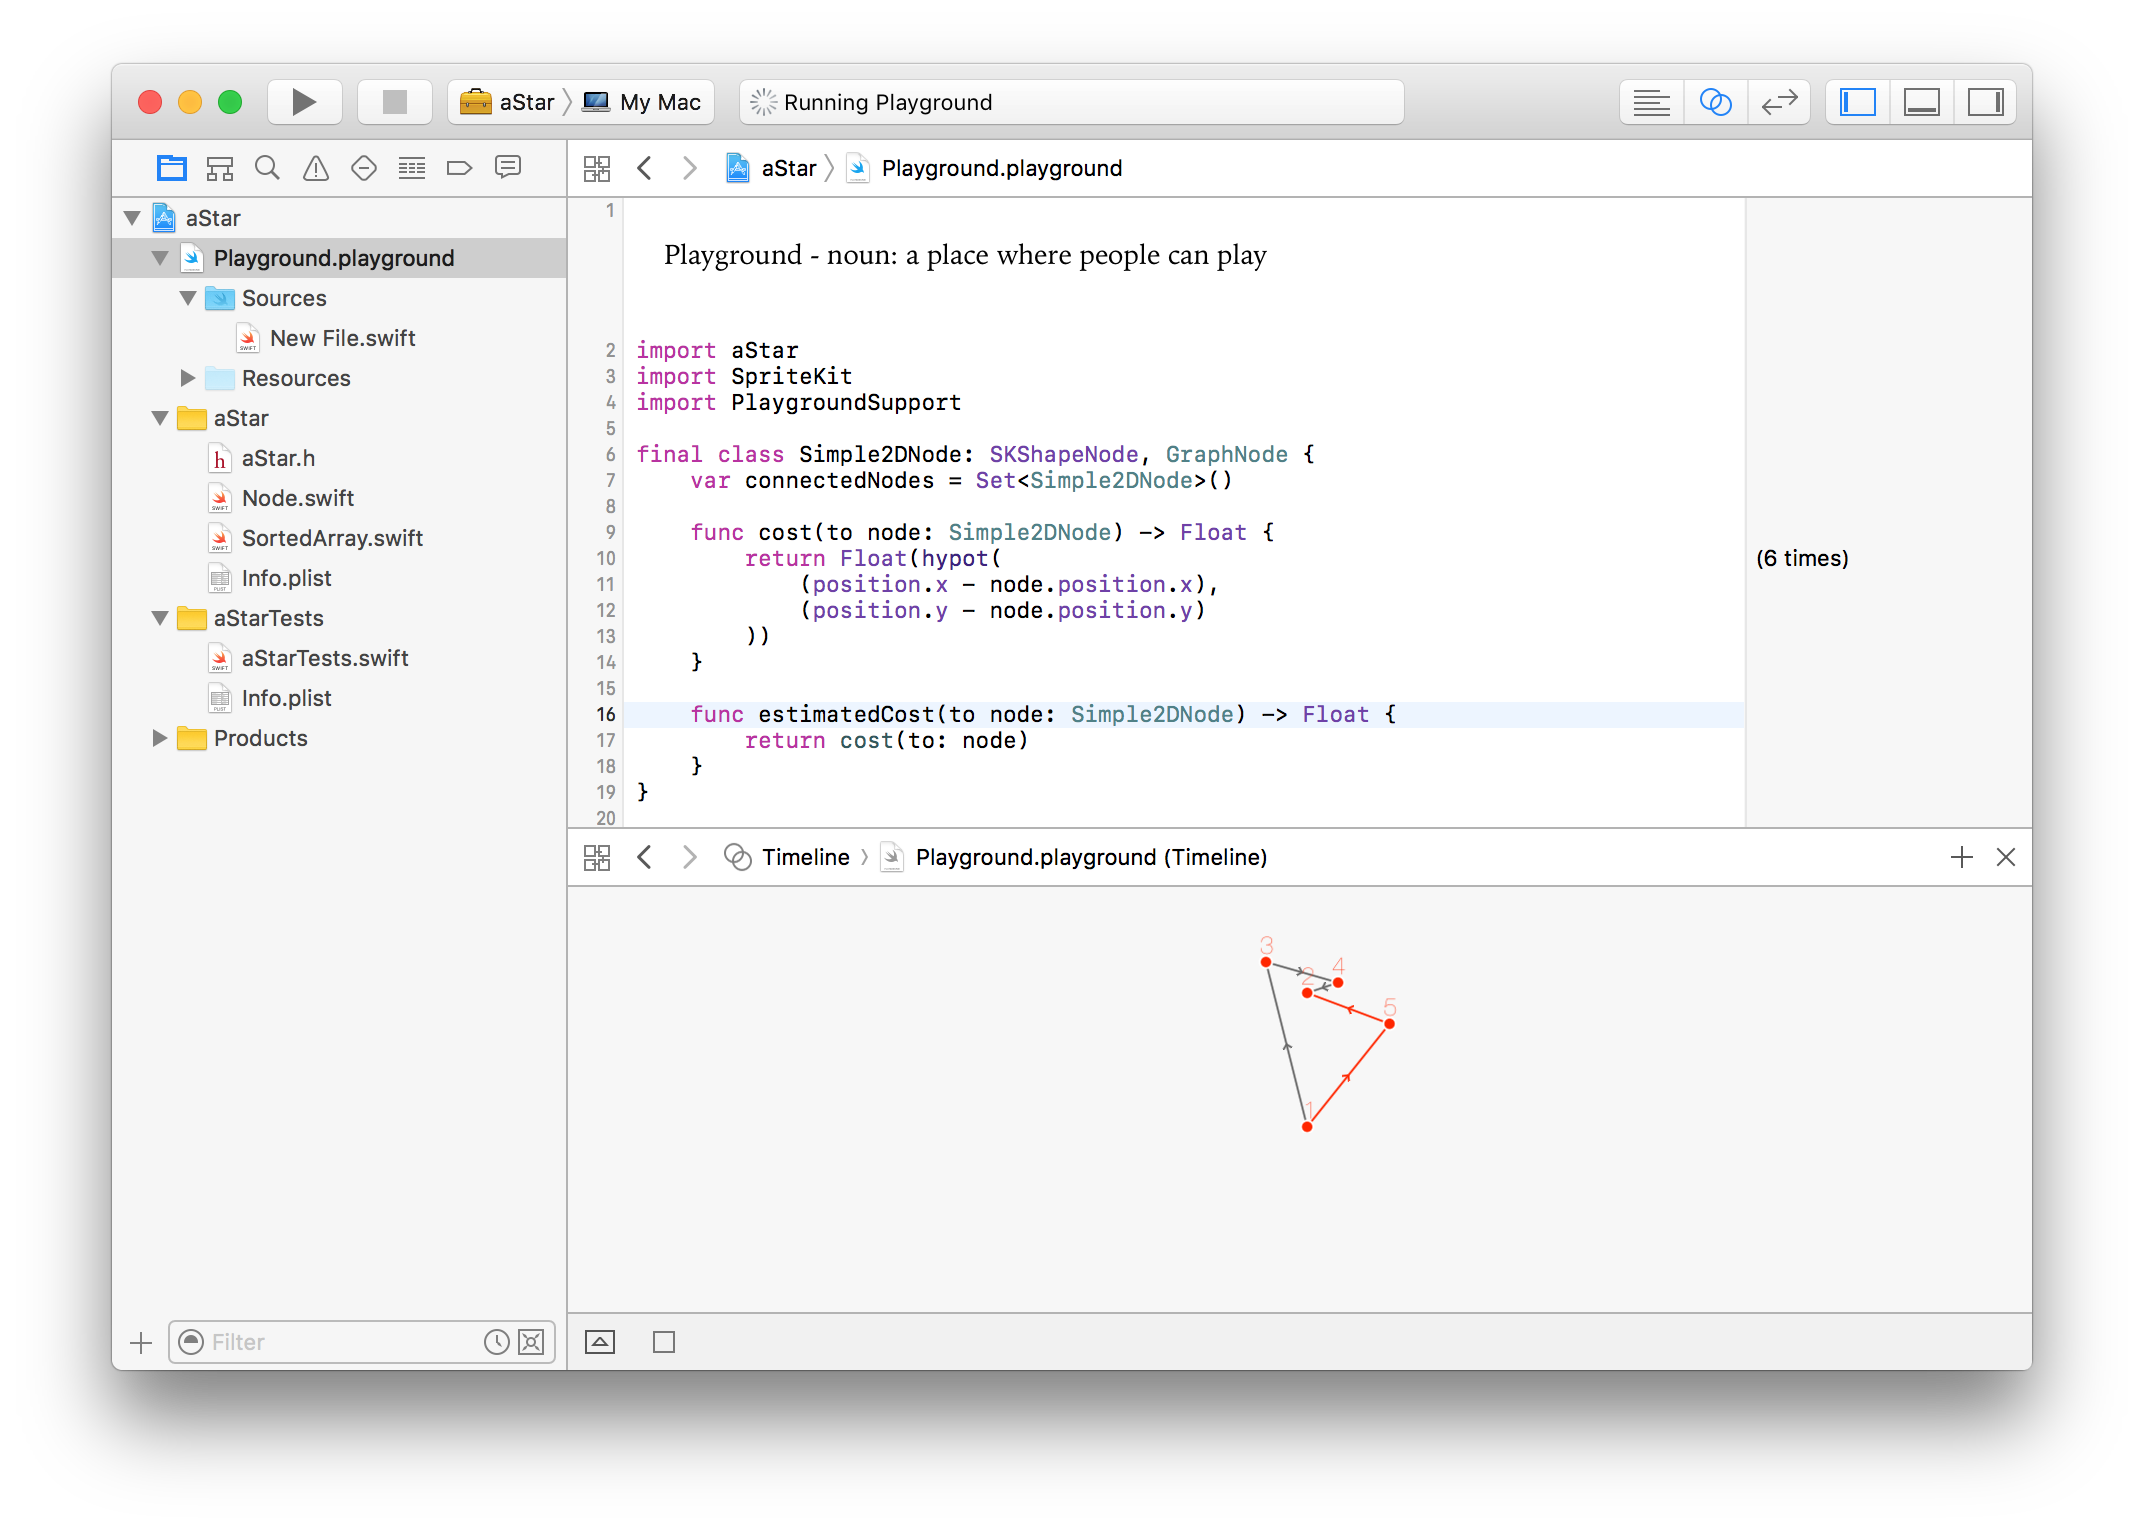 aStar 〉 My Mac
Running Playground
aStar 〉 Playground.playground
aStar
Playground.playground
Sources
New File.swift
Resources
aStar
aStar.h
Node.swift
SortedArray.swift
Info.plist
aStarTests
aStarTests.swift
Info.plist
Products
Filter
1
Playground - noun: a place where people can play
2 import aStar
3 import SpriteKit
4 import PlaygroundSupport
5
6 final class Simple2DNode: SKShapeNode, GraphNode {
7     var connectedNodes = Set<Simple2DNode>()
8
9     func cost(to node: Simple2DNode) -> Float {
10         return Float(hypot(
11             (position.x - node.position.x),
12             (position.y - node.position.y)
13         ))
14     }
15
16     func estimatedCost(to node: Simple2DNode) -> Float {
17         return cost(to: node)
18     }
19 }
20
(6 times)
Timeline 〉 Playground.playground (Timeline)
3
4
2
5
1